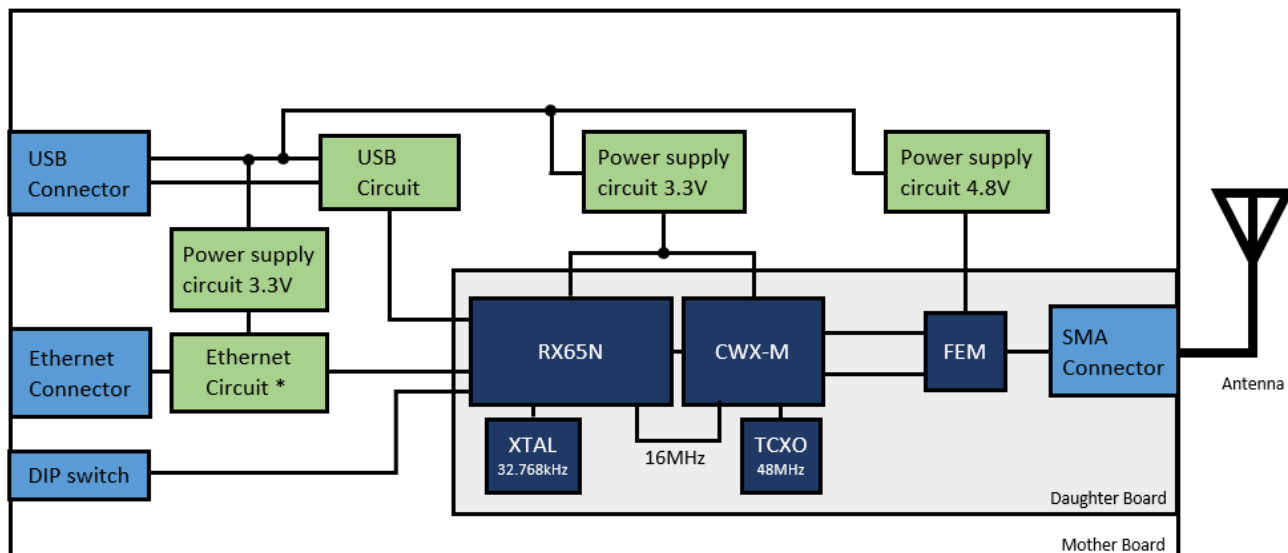 USB
Connector
USB
Circuit
Power supply
circuit 3.3V
Power supply
circuit 4.8V
Power supply
circuit 3.3V
Ethernet
Connector
Ethernet
Circuit *
RX65N
CWX-M
FEM
SMA
Connector
Antenna
XTAL
32.768kHz
16MHz
TCXO
48MHz
DIP switch
Daughter Board
Mother Board